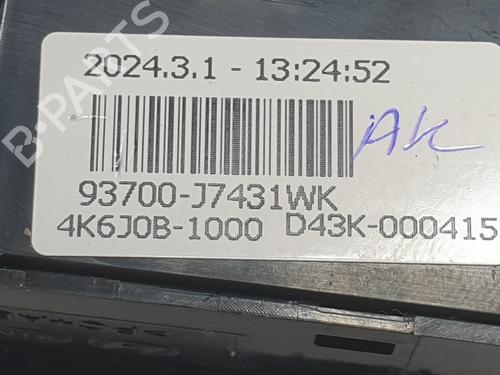 2024.3.1 - 13:24:52
AK
93700-J7431WK
4K6J0B-1000 D43K-000415
B-PARTS